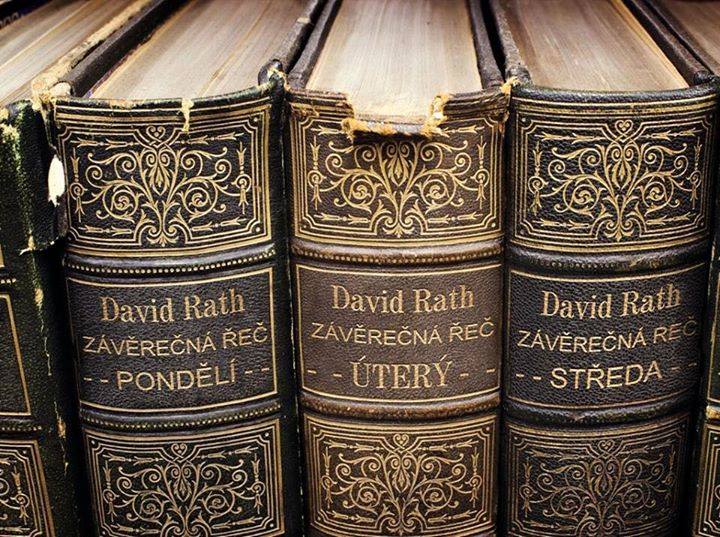 David Rath
ZÁVĚREČNÁ ŘEČ
-- PONDĚLÍ --
David Rath
ZÁVĚREČNÁ ŘEČ
- - ÚTERÝ - -
David Rath
ZÁVĚREČNÁ ŘEČ
-- STŘEDA --